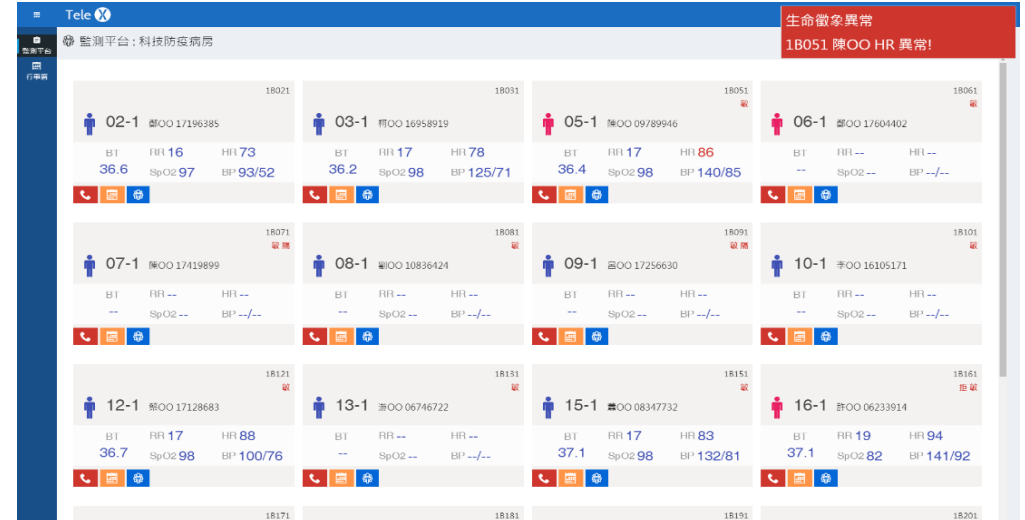 Tele X
生命徵象異常
1B051 陳OO HR 異常!
監測平台
行事曆
監測平台 : 科技防疫病房
1B021
02-1 鄭OO 17196385
BT RR 16 HR 73
36.6 SpO2 97 BP 93/52
1B031
03-1 柯OO 16958919
BT RR 17 HR 78
36.2 SpO2 98 BP 125/71
1B051
敏
05-1 陳OO 09789946
BT RR 17 HR 86
36.4 SpO2 98 BP 140/85
1B061
敏
06-1 鄒OO 17604402
BT RR -- HR --
-- SpO2 -- BP --/--
1B071
敏 隔
07-1 陳OO 17419899
BT RR -- HR --
-- SpO2 -- BP --/--
1B081
敏
08-1 劉OO 10836424
BT RR -- HR --
-- SpO2 -- BP --/--
1B091
敏 隔
09-1 呂OO 17256630
BT RR -- HR --
-- SpO2 -- BP --/--
1B101
敏
10-1 李OO 16105171
BT RR -- HR --
-- SpO2 -- BP --/--
1B121
敏
12-1 蔡OO 17128683
BT RR 17 HR 88
36.7 SpO2 98 BP 100/76
1B131
敏
13-1 游OO 06746722
BT RR -- HR --
-- SpO2 -- BP --/--
1B151
敏
15-1 OO 08347732
BT RR 17 HR 83
37.1 SpO2 98 BP 132/81
1B161
拒 敏
16-1 許OO 06233914
BT RR 19 HR 94
37.1 SpO2 82 BP 141/92
1B171
1B181
1B191
1B201